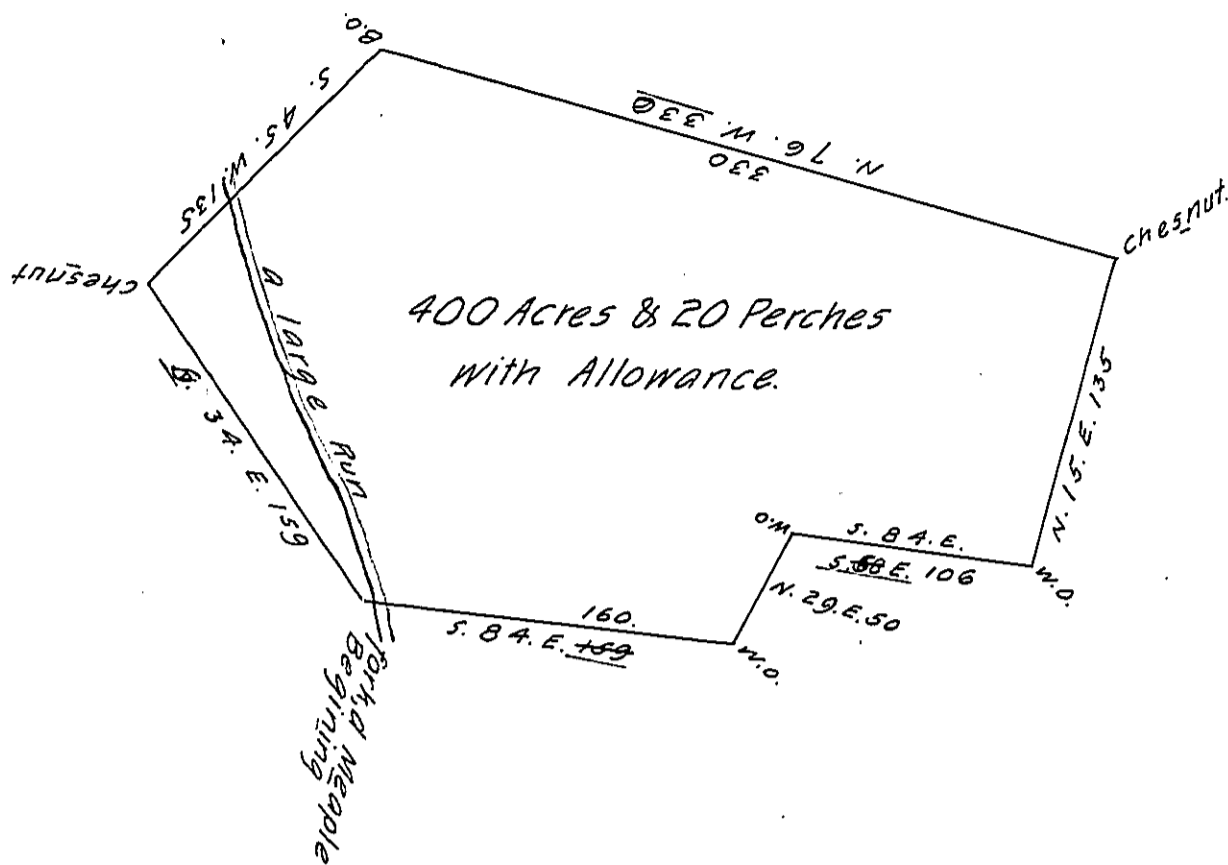 B.O.
S. 45. W. 135
N. 76. W. 330
330
Chesnut.
Chesnut
a large Run
400 Acres & 20 Perches
with Allowance.
N. 15. E. 135
34. E. 159
W.O
S. 84. E.
S. E. 106
W.O.
N. 29. E. 50
160.
S. 84. E. 159
W.O.
fork,d Meaple
Begining